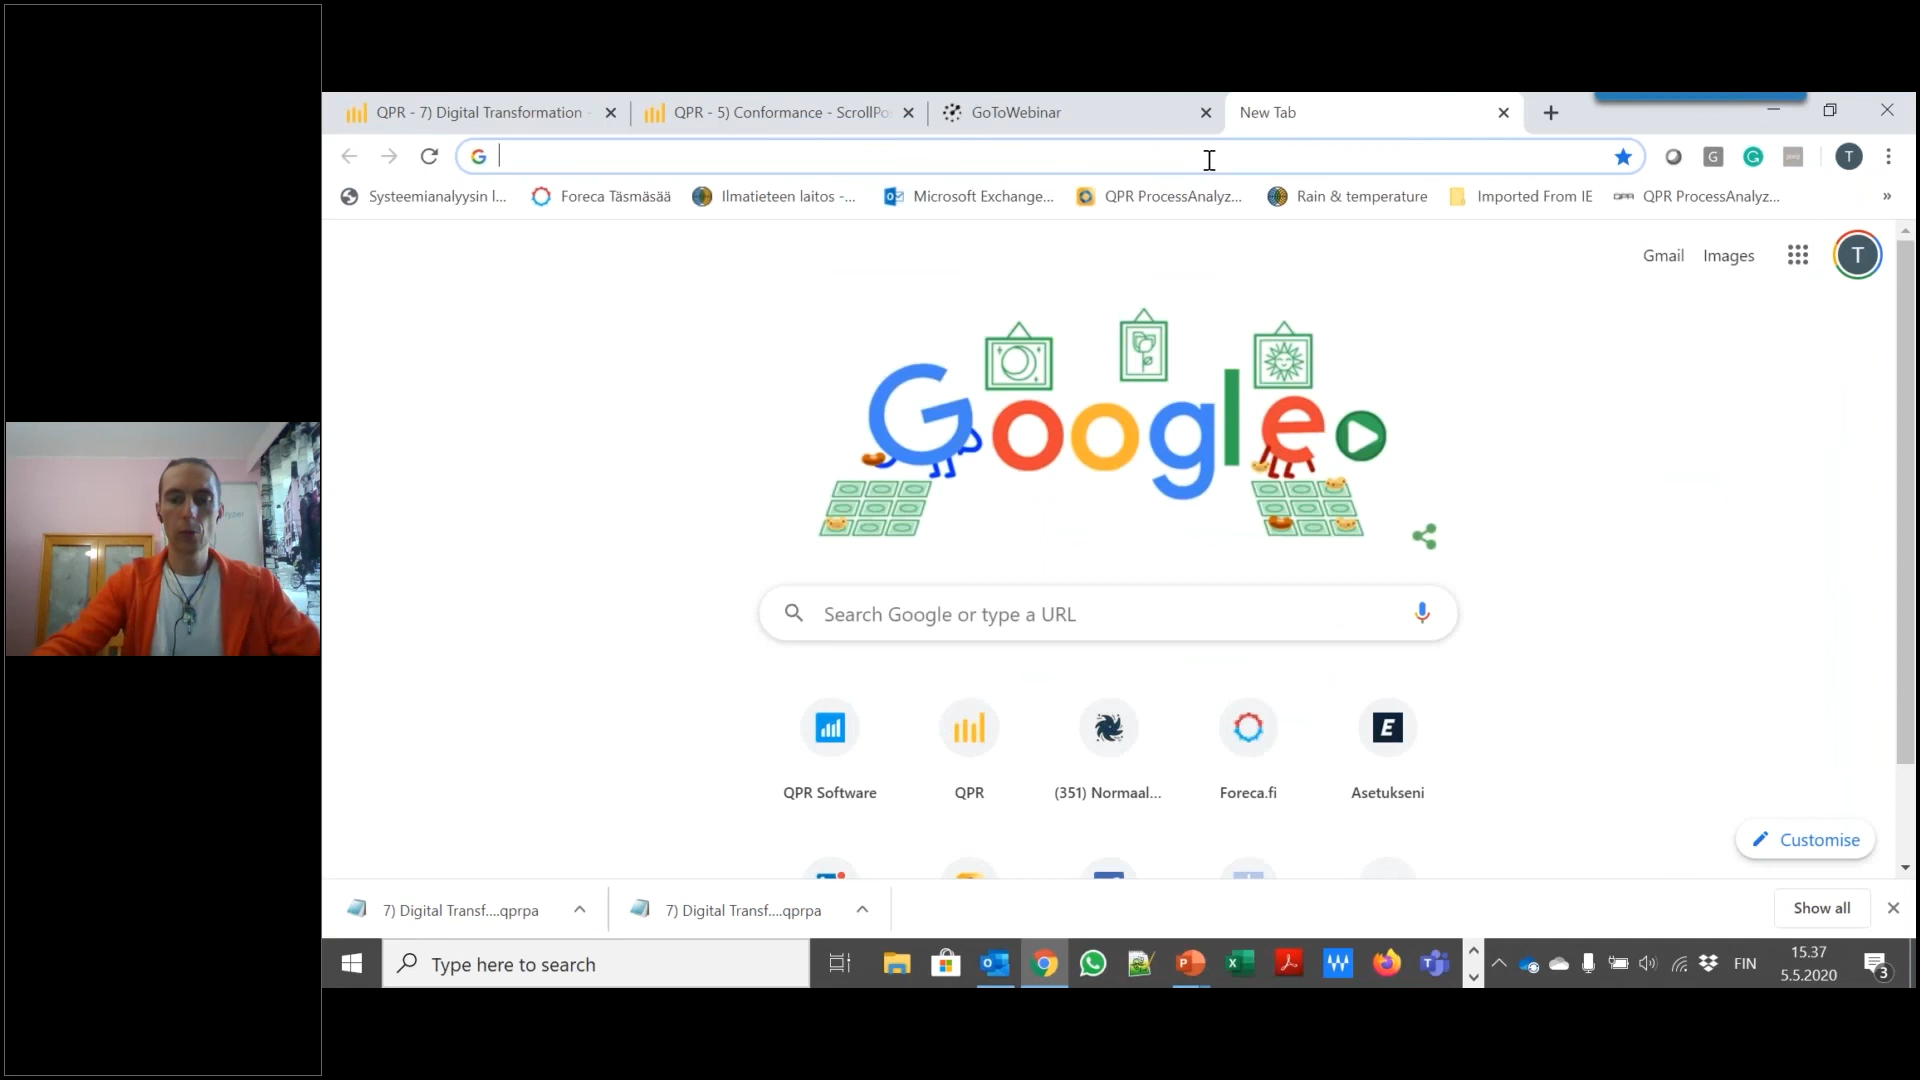 QPR - 7) Digital Transformation -
QPR - 5) Conformance - ScrollPo
GoToWebinar
New Tab
G
T
Systeemianalyysin l...
Foreca Täsmäsää
Ilmatieteen laitos -...
Microsoft Exchange...
QPR ProcessAnalyz...
Rain & temperature
Imported From IE
QPR ProcessAnalyz...
»
Gmail
Images
T
Google
Search Google or type a URL
QPR Software
QPR
(351) Normaal...
Foreca.fi
E
Asetukseni
Customise
7) Digital Transf....qprpa
7) Digital Transf....qprpa
Show all
Type here to search
FIN
15.37
5.5.2020
3